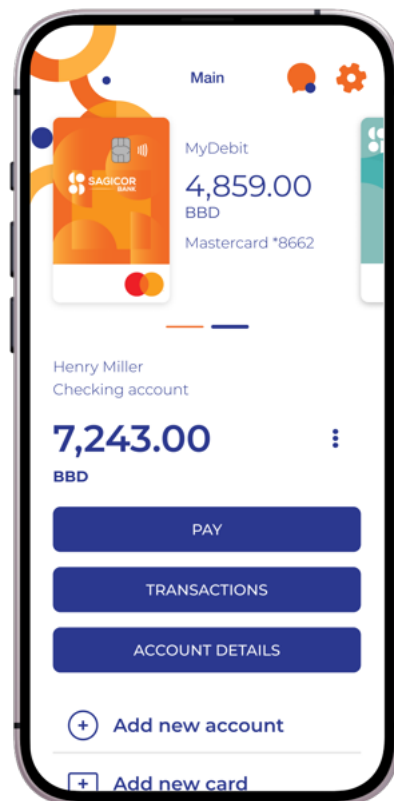 Main
SAGICOR
BANK
MyDebit
4,859.00
BBD
Mastercard *8662
Henry Miller
Checking account
7,243.00
BBD
PAY
TRANSACTIONS
ACCOUNT DETAILS
Add new account
Add new card